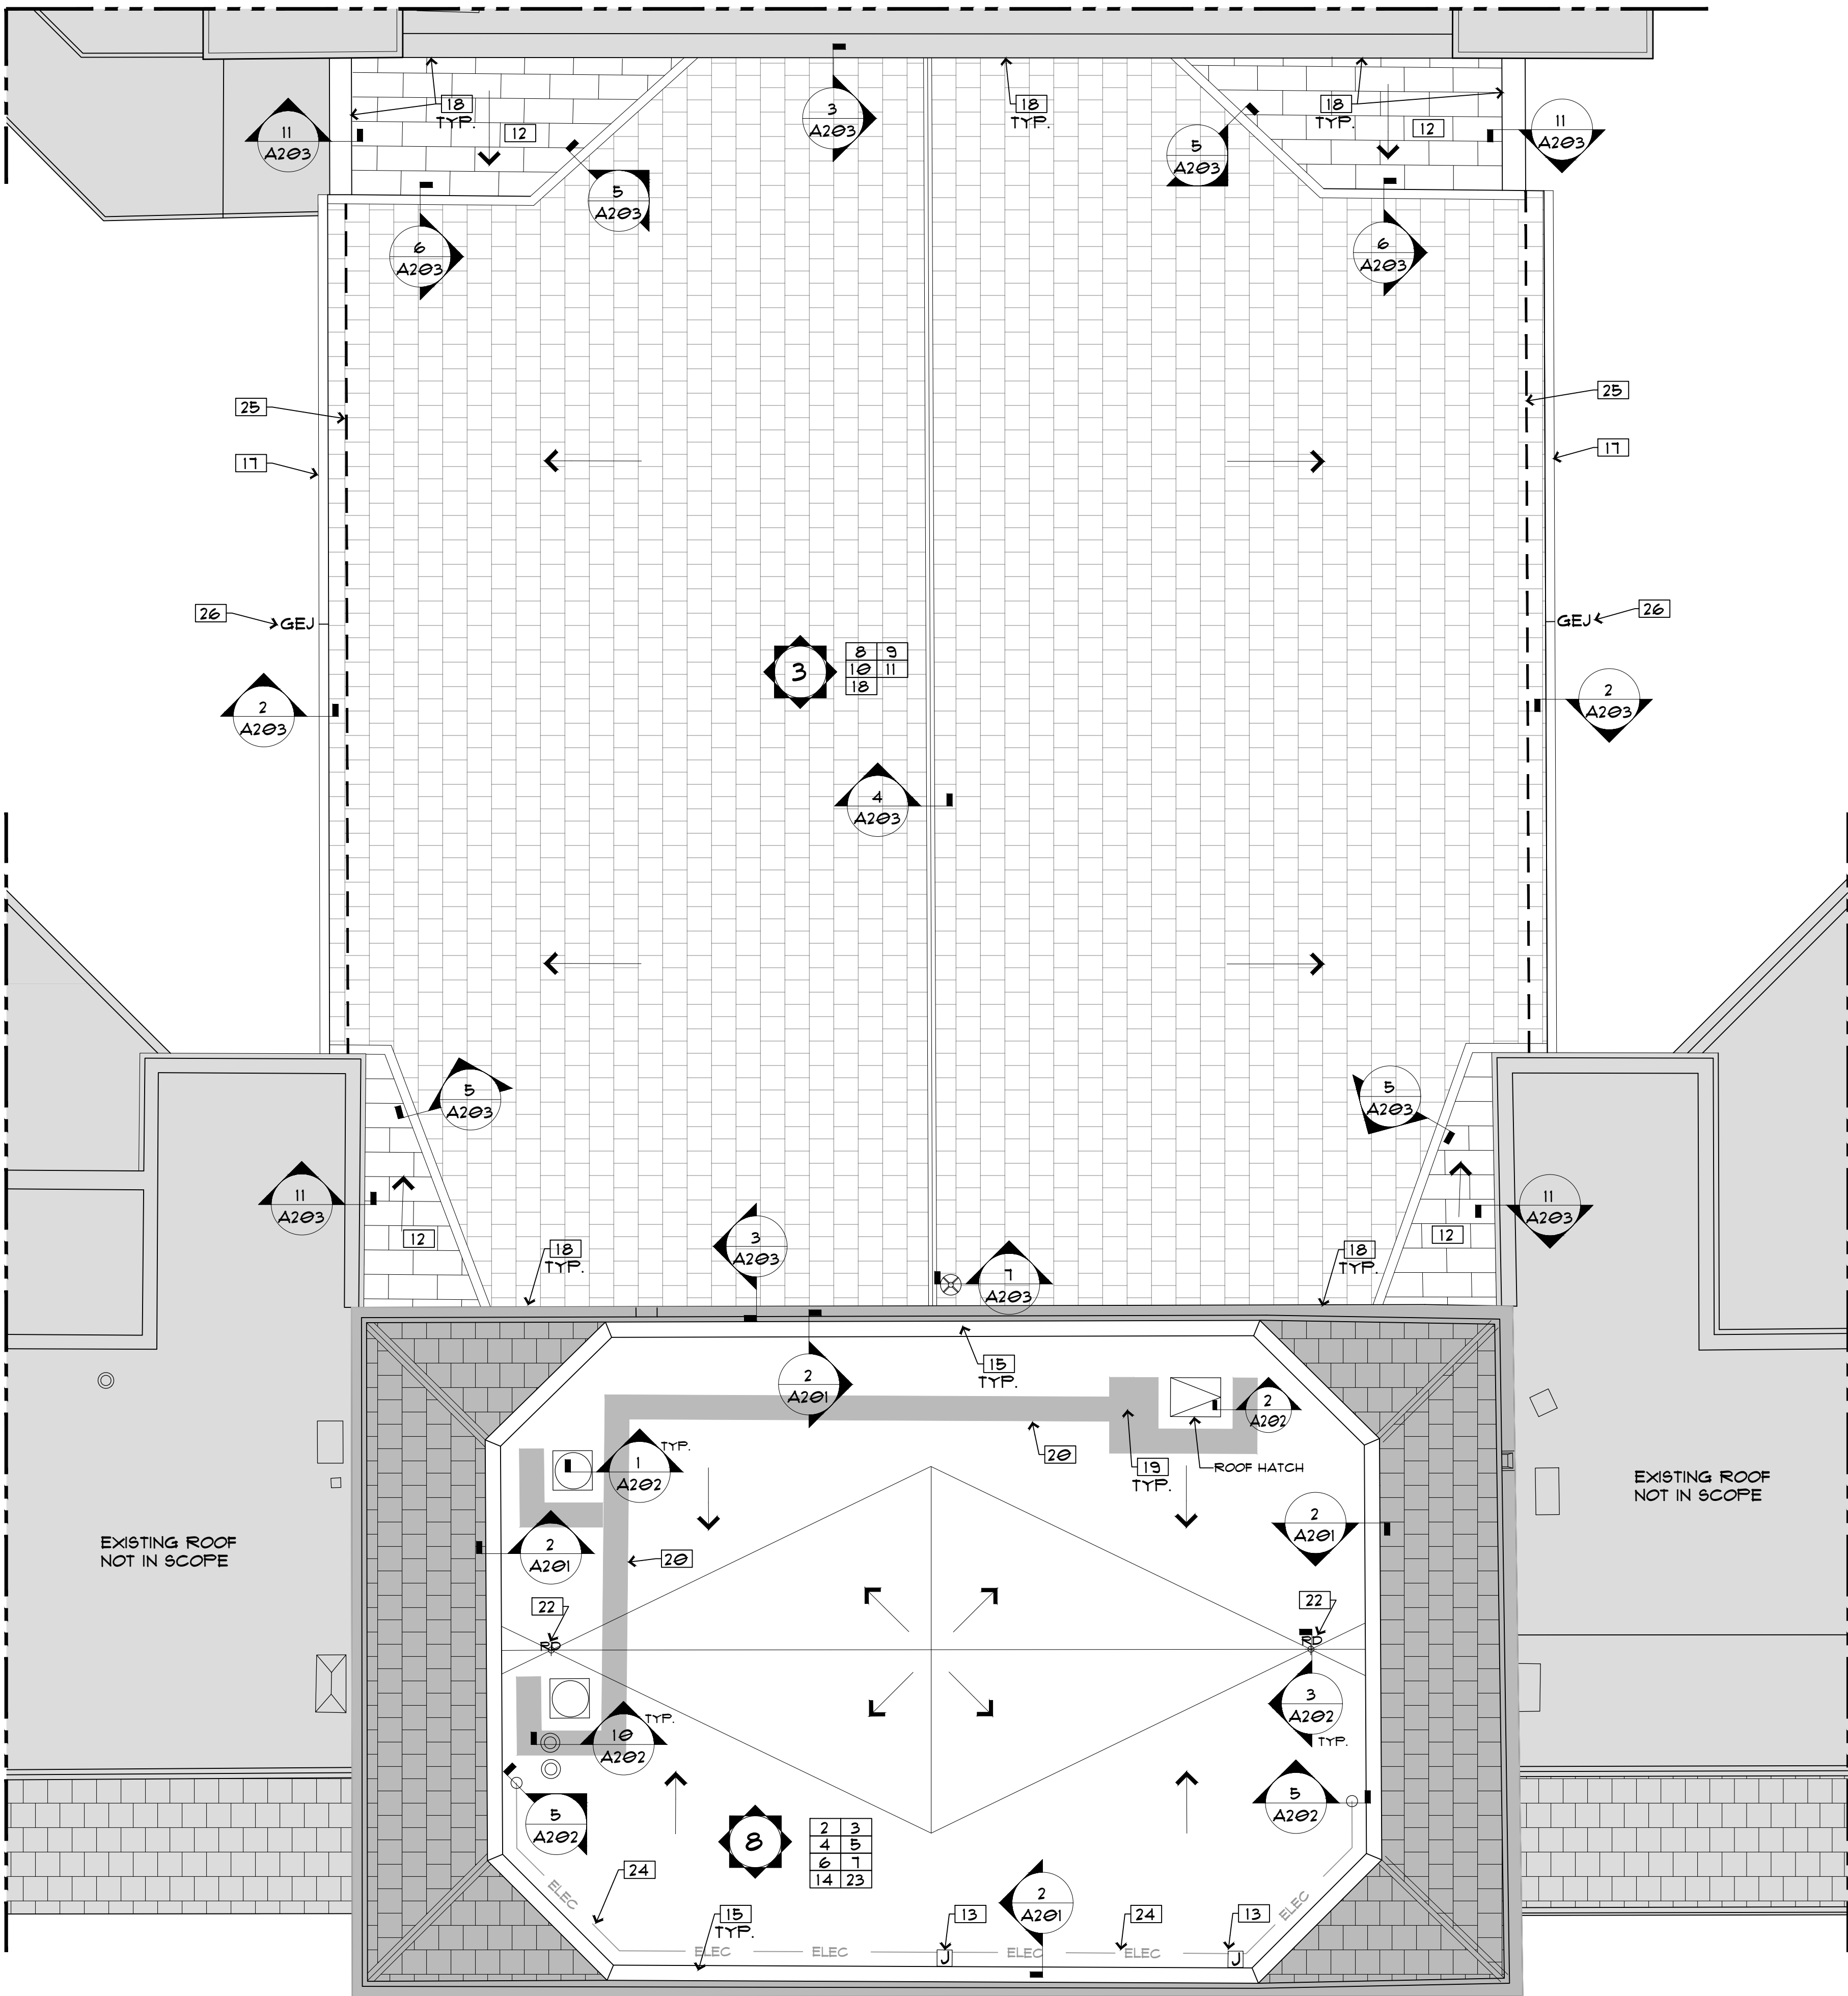 18
TYP.
12
11
A203
5
A203
3
A203
18
TYP.
5
A203
18
TYP.
12
11
A203
6
A203
6
A203
25
17
25
17
26
GEJ
GEJ
26
3
8 9
10 11
18
2
A203
2
A203
4
A203
5
A203
5
A203
11
A203
12
18
TYP.
3
A203
7
A203
18
TYP.
12
11
A203
2
A201
15
TYP.
2
A202
1
A202
TYP.
20
19
TYP.
ROOF HATCH
EXISTING ROOF
NOT IN SCOPE
2
A201
20
2
A201
EXISTING ROOF
NOT IN SCOPE
22
RD
22
RD
3
A202
TYP.
10
A202
TYP.
5
A202
5
A202
8
2 3
4 5
6 7
14 23
24
ELEC
15
TYP.
2
A201
13
24
13
ELEC
ELEC
ELEC
J
ELEC
ELEC
J